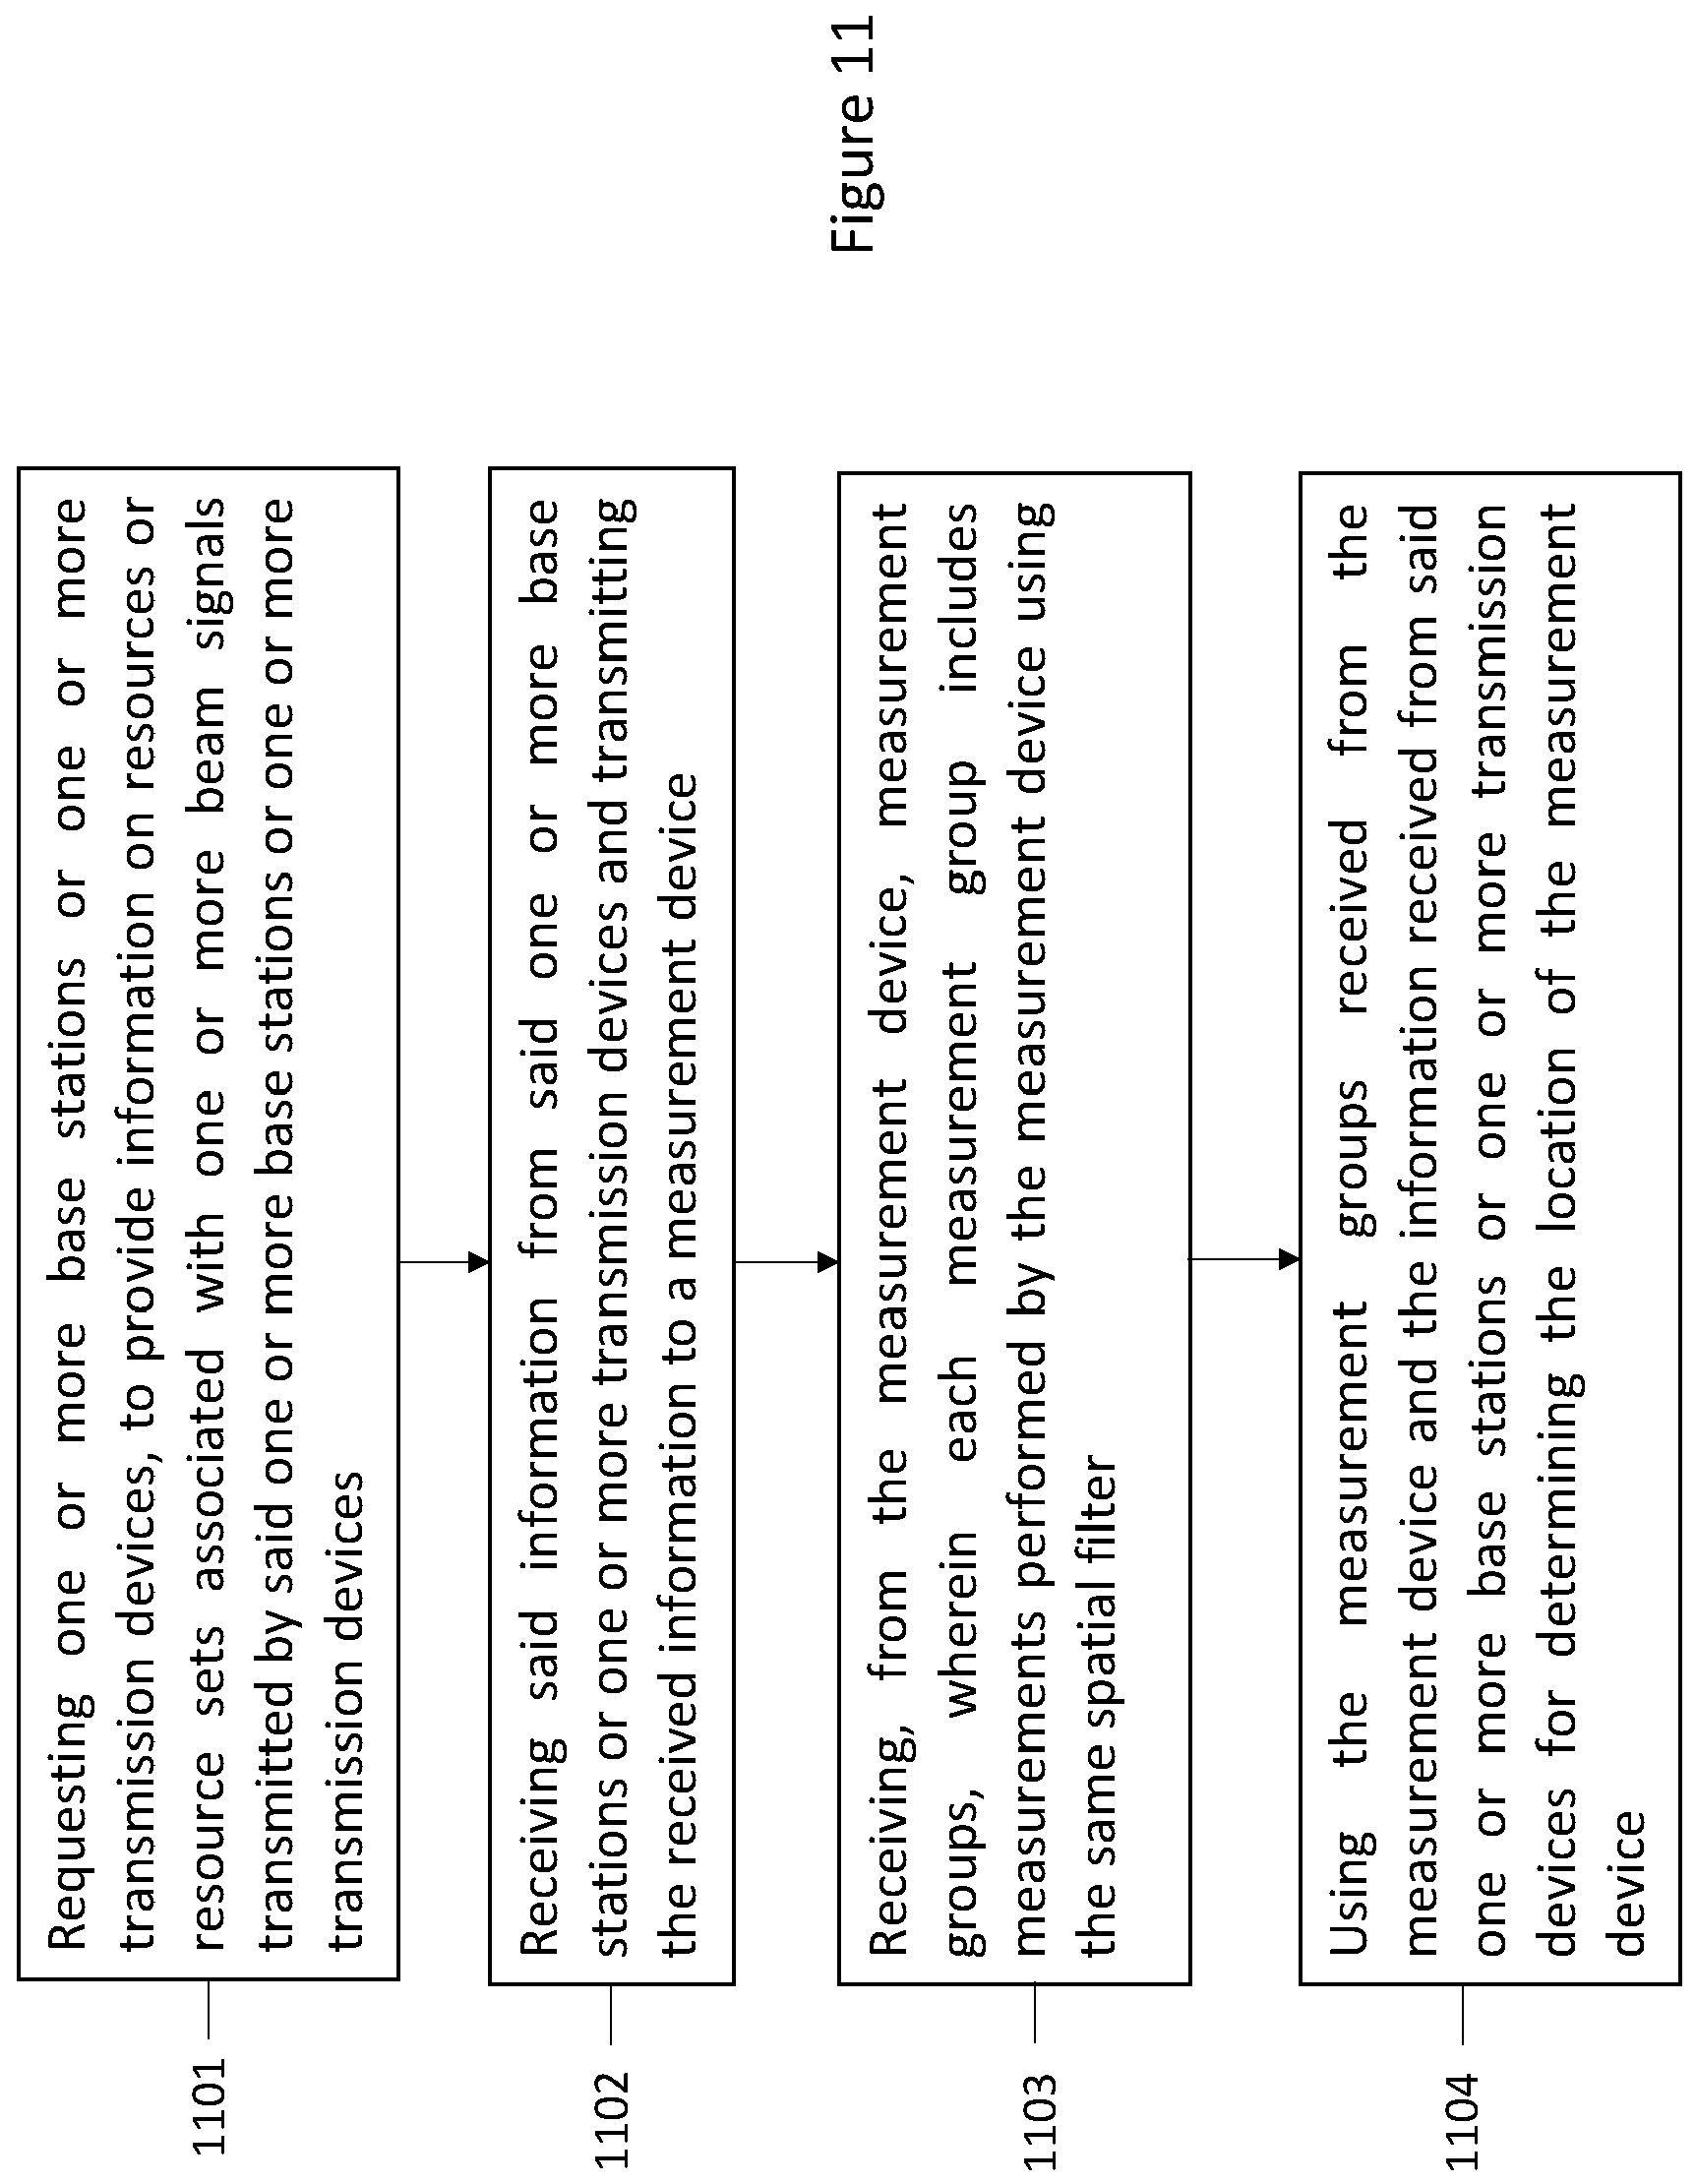 1101
Requesting one or more base stations or one or more
transmission devices, to provide information on resources or
resource sets associated with one or more beam signals
transmitted by said one or more base stations or one or more
transmission devices
1102
Receiving said information from said one or more base
stations or one or more transmission devices and transmitting
the received information to a measurement device
1103
Receiving, from the measurement device, measurement
groups, wherein each measurement group includes
measurements performed by the measurement device using
the same spatial filter
1104
Using the measurement groups received from the
measurement device and the information received from said
one or more base stations or one or more transmission
devices for determining the location of the measurement
device
Figure 11